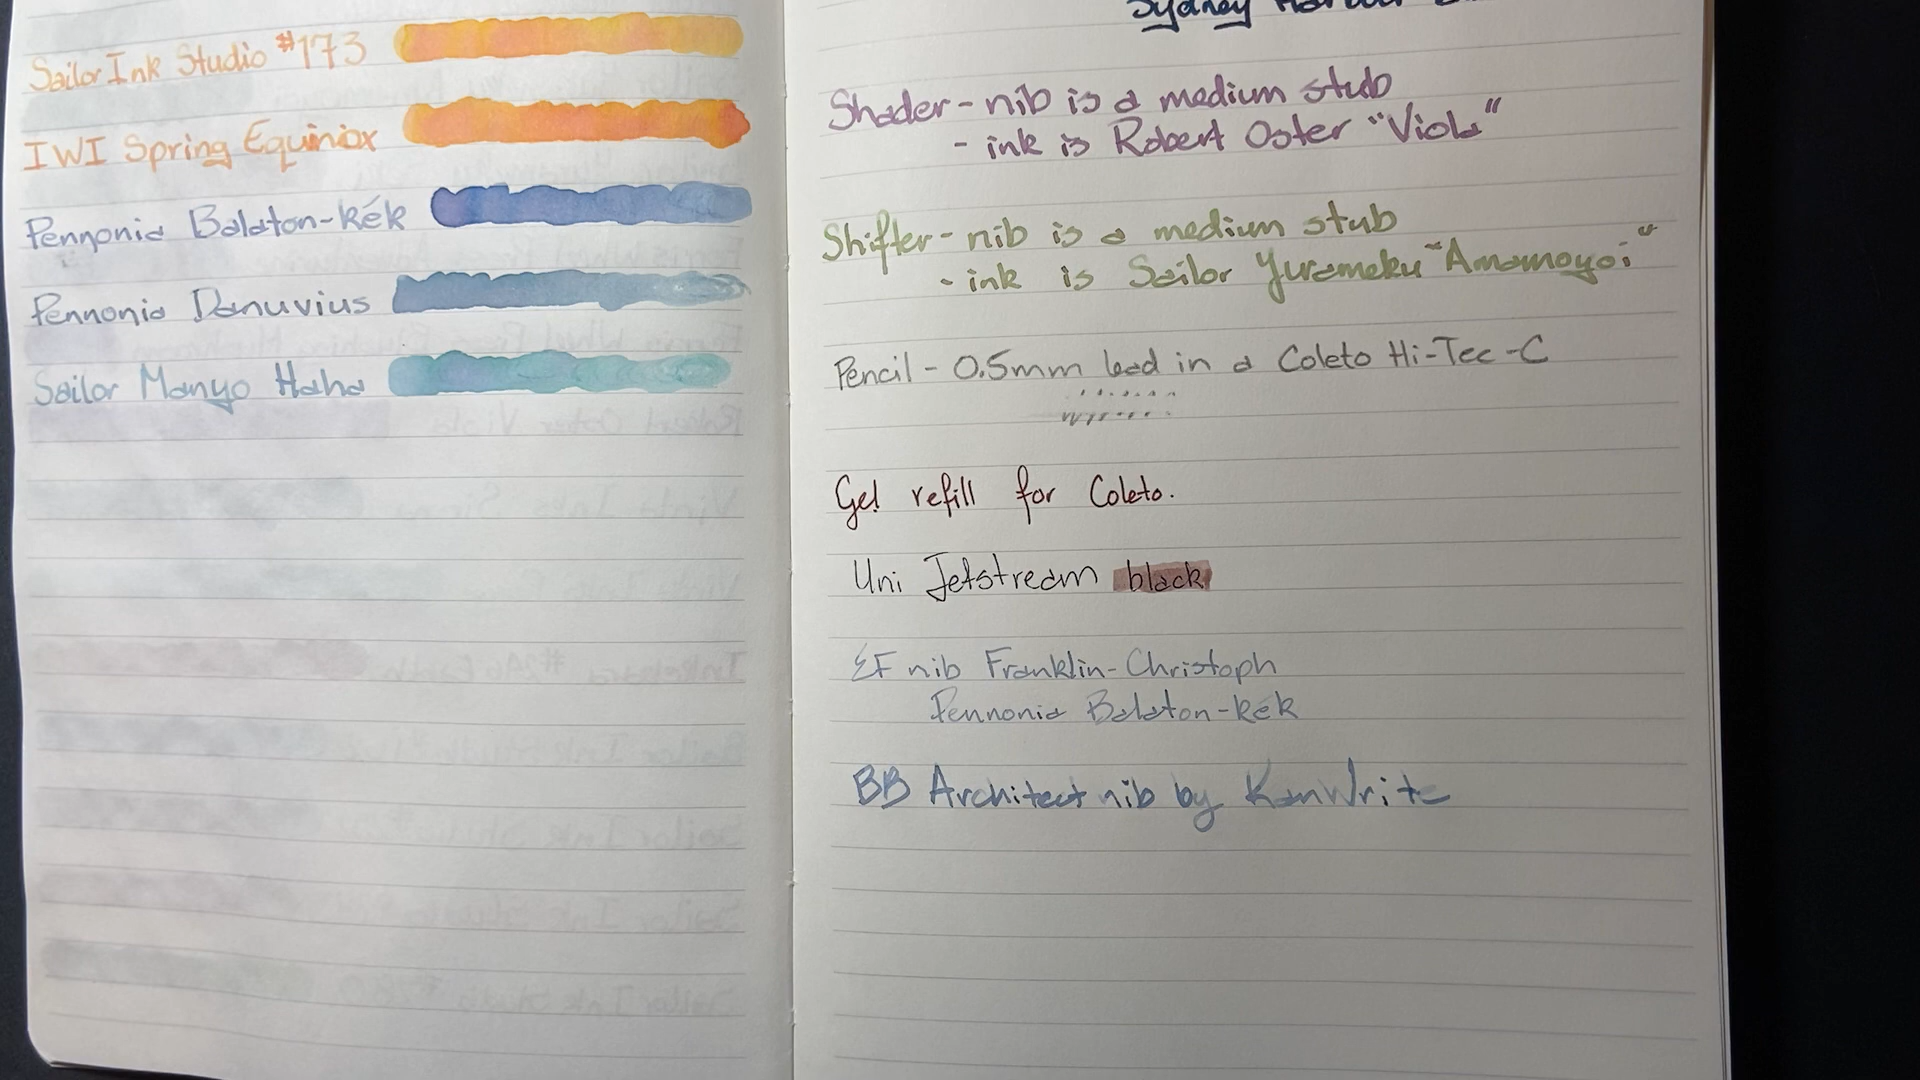 Sailor Ink Studio #173
IWI Spring Equinox
Pennonia Balaton-kék
Pennonia Danuvius
Sailor Manyo Haha
Sydney Harbour
Shader - nib is a medium stub
- ink is Robert Oster "Viola"
Shifter - nib is a medium stub
- ink is Sailor Yurameku "Amamoyoi"
Pencil - 0.5mm lead in a Coleto Hi-Tec-C
Gel refill for Coleto.
Uni Jetstream black
EF nib Franklin-Christoph
Pennonia Balaton-kék
BB Architect nib by KanWrite